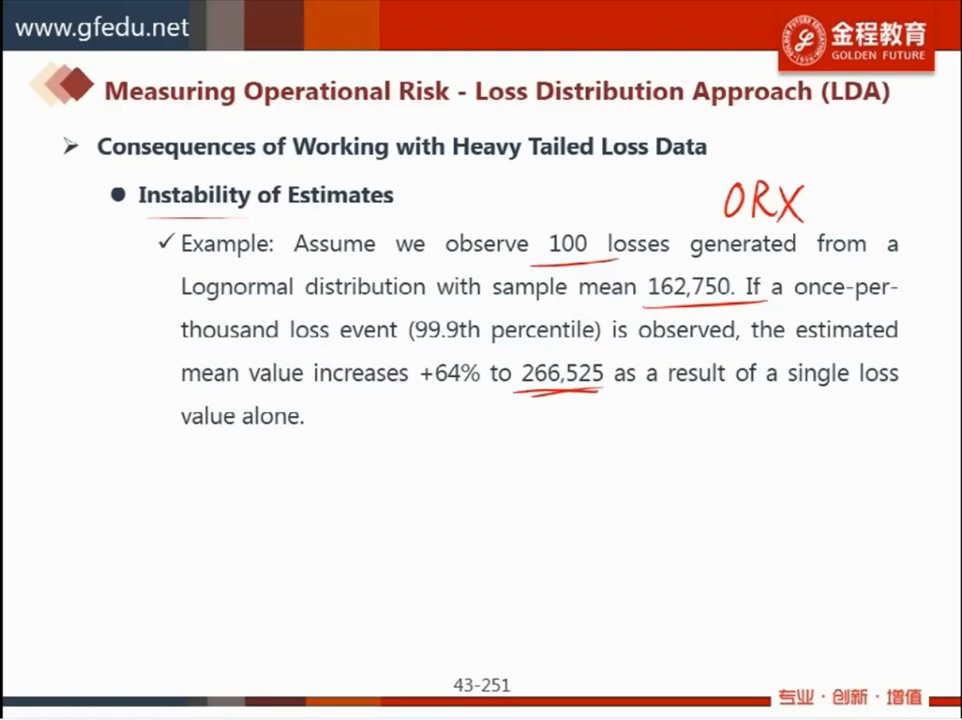 www.gfedu.net
金程教育
GOLDEN FUTURE
Measuring Operational Risk - Loss Distribution Approach (LDA)
Consequences of Working with Heavy Tailed Loss Data
Instability of Estimates
ORX
Example: Assume we observe 100 losses generated from a
Lognormal distribution with sample mean 162,750. If a once-per-
thousand loss event (99.9th percentile) is observed, the estimated
mean value increases +64% to 266,525 as a result of a single loss
value alone.
43-251
专业·创新·增值